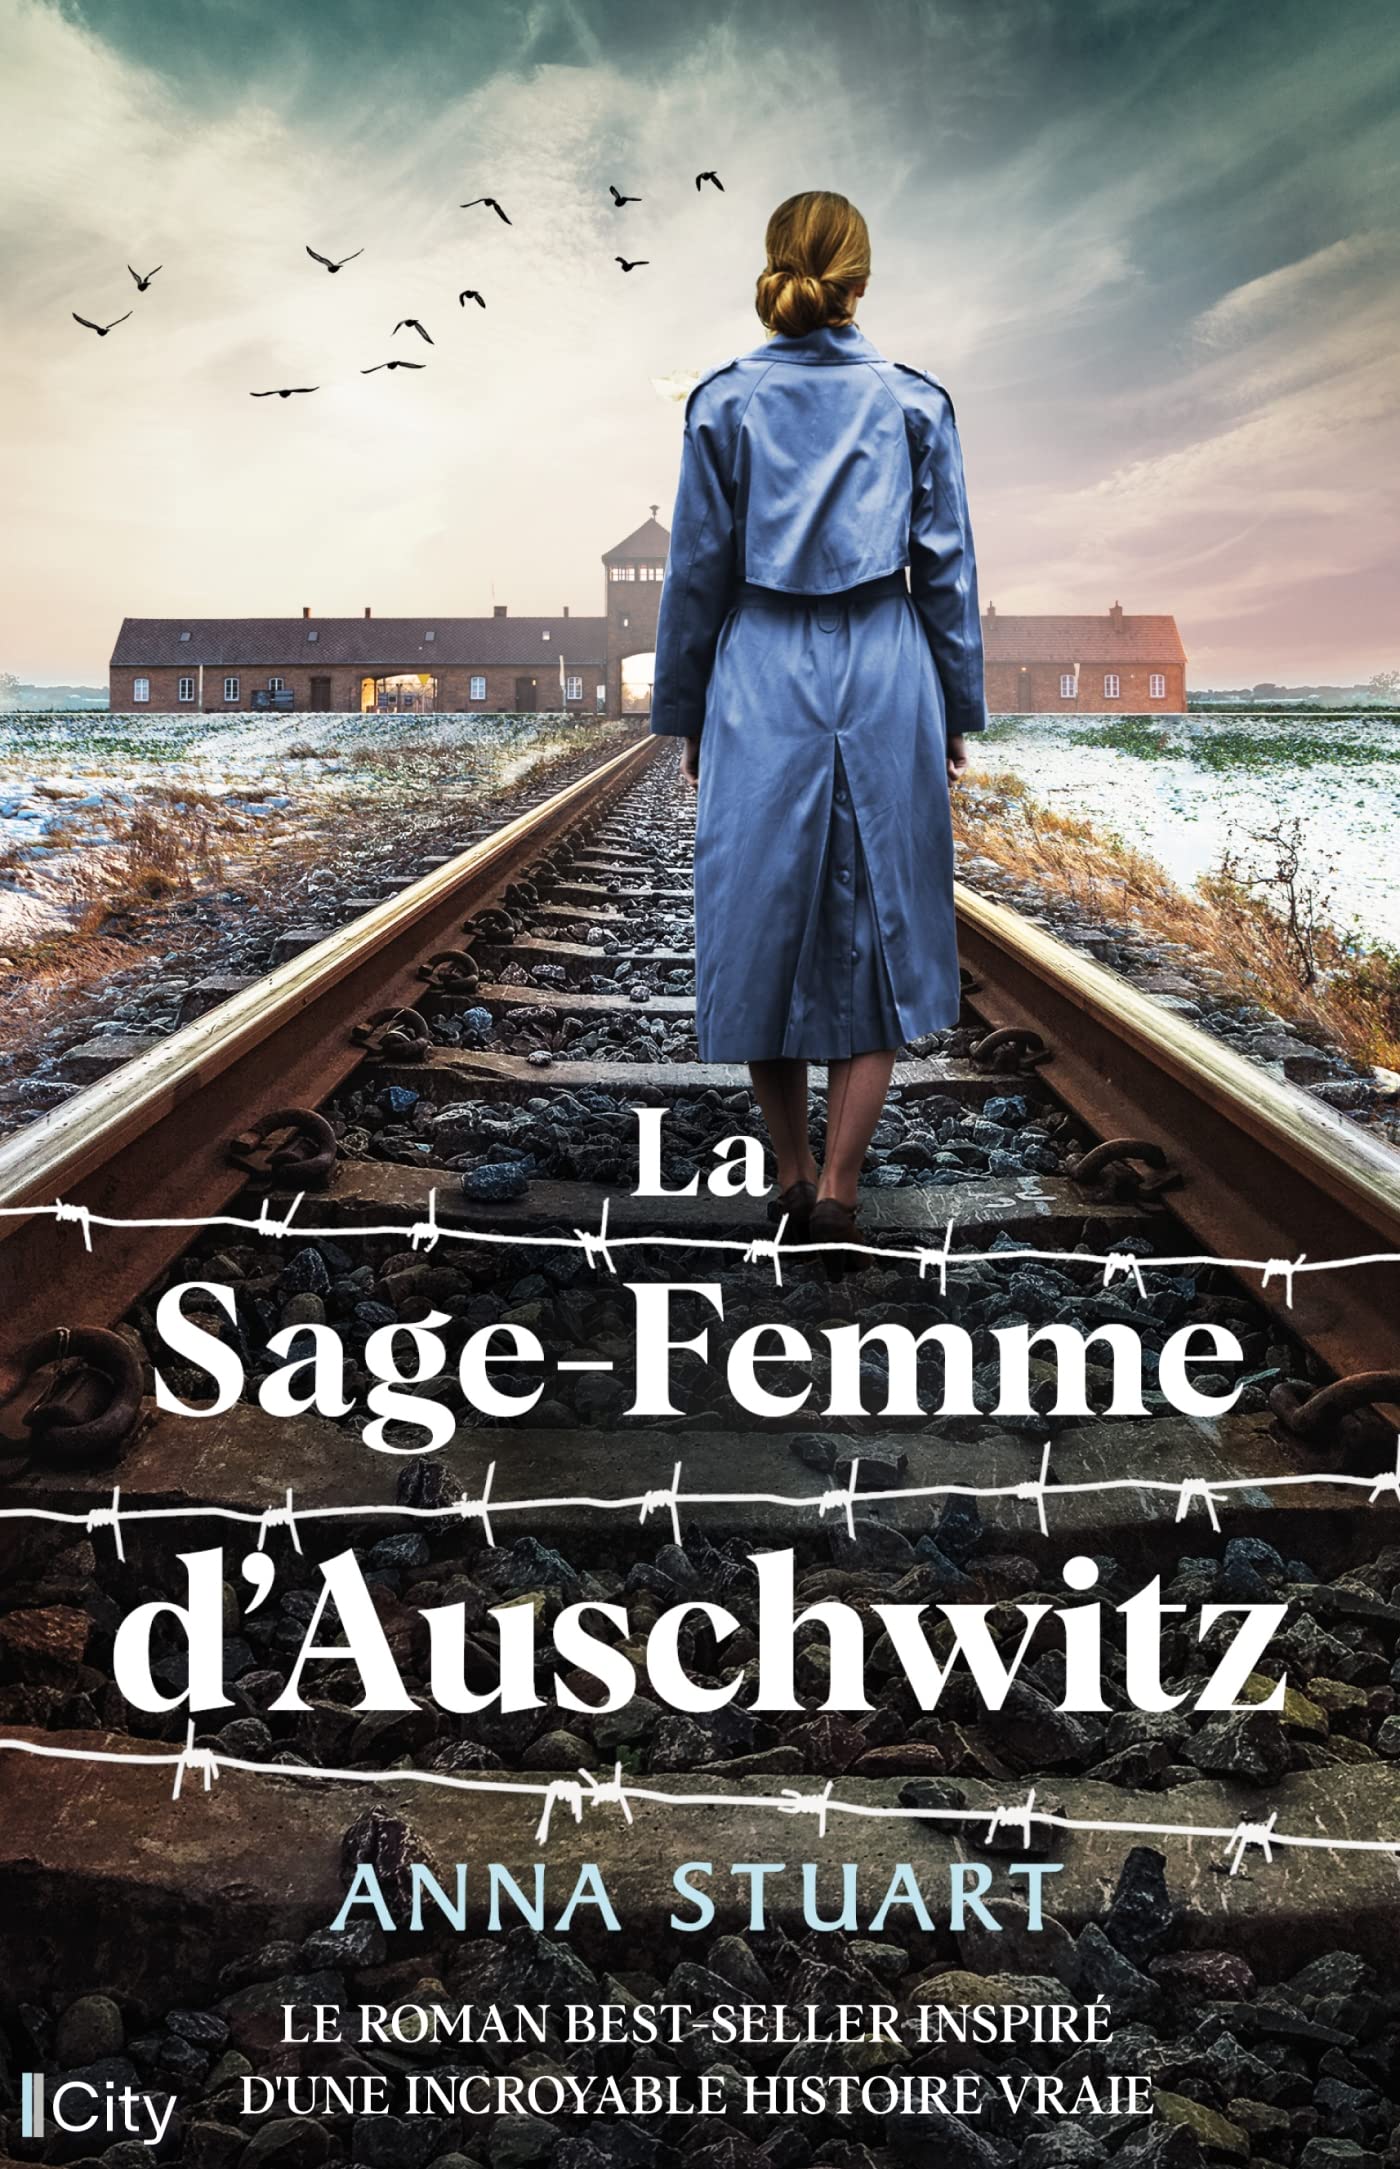 La
Sage-Femme
d'Auschwitz
ANNA STUART
LE ROMAN BEST-SELLER INSPIRÉ
D'UNE INCROYABLE HISTOIRE VRAIE
City